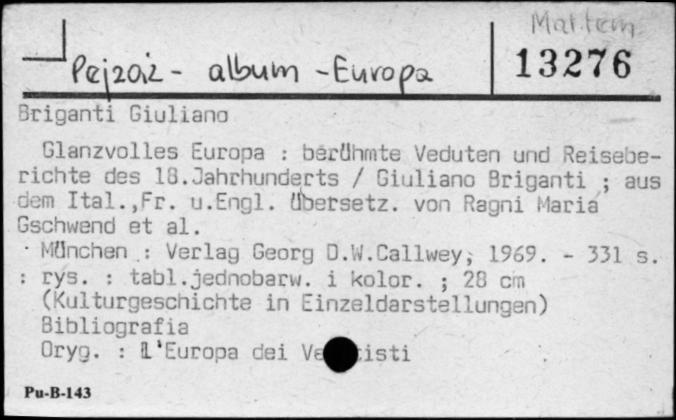 13276
Pejzaż - album - Europa
Briganti Giuliano
Glanzvolles Europa : berühmte Veduten und Reisebe-
richte des 18.Jahrhunderts / Giuliano Briganti ; aus
dem Ital.,Fr. u.Engl. übersetz. von Ragni Maria
Gschwend et al.
München : Verlag Georg D.W.Callwey, 1969. - 331 s.
: rys. : tabl.jednobarw. i kolor. ; 28 cm
(Kulturgeschichte in Einzeldarstellungen)
Bibliografia
Oryg. : L'Europa dei
Pu-B-143